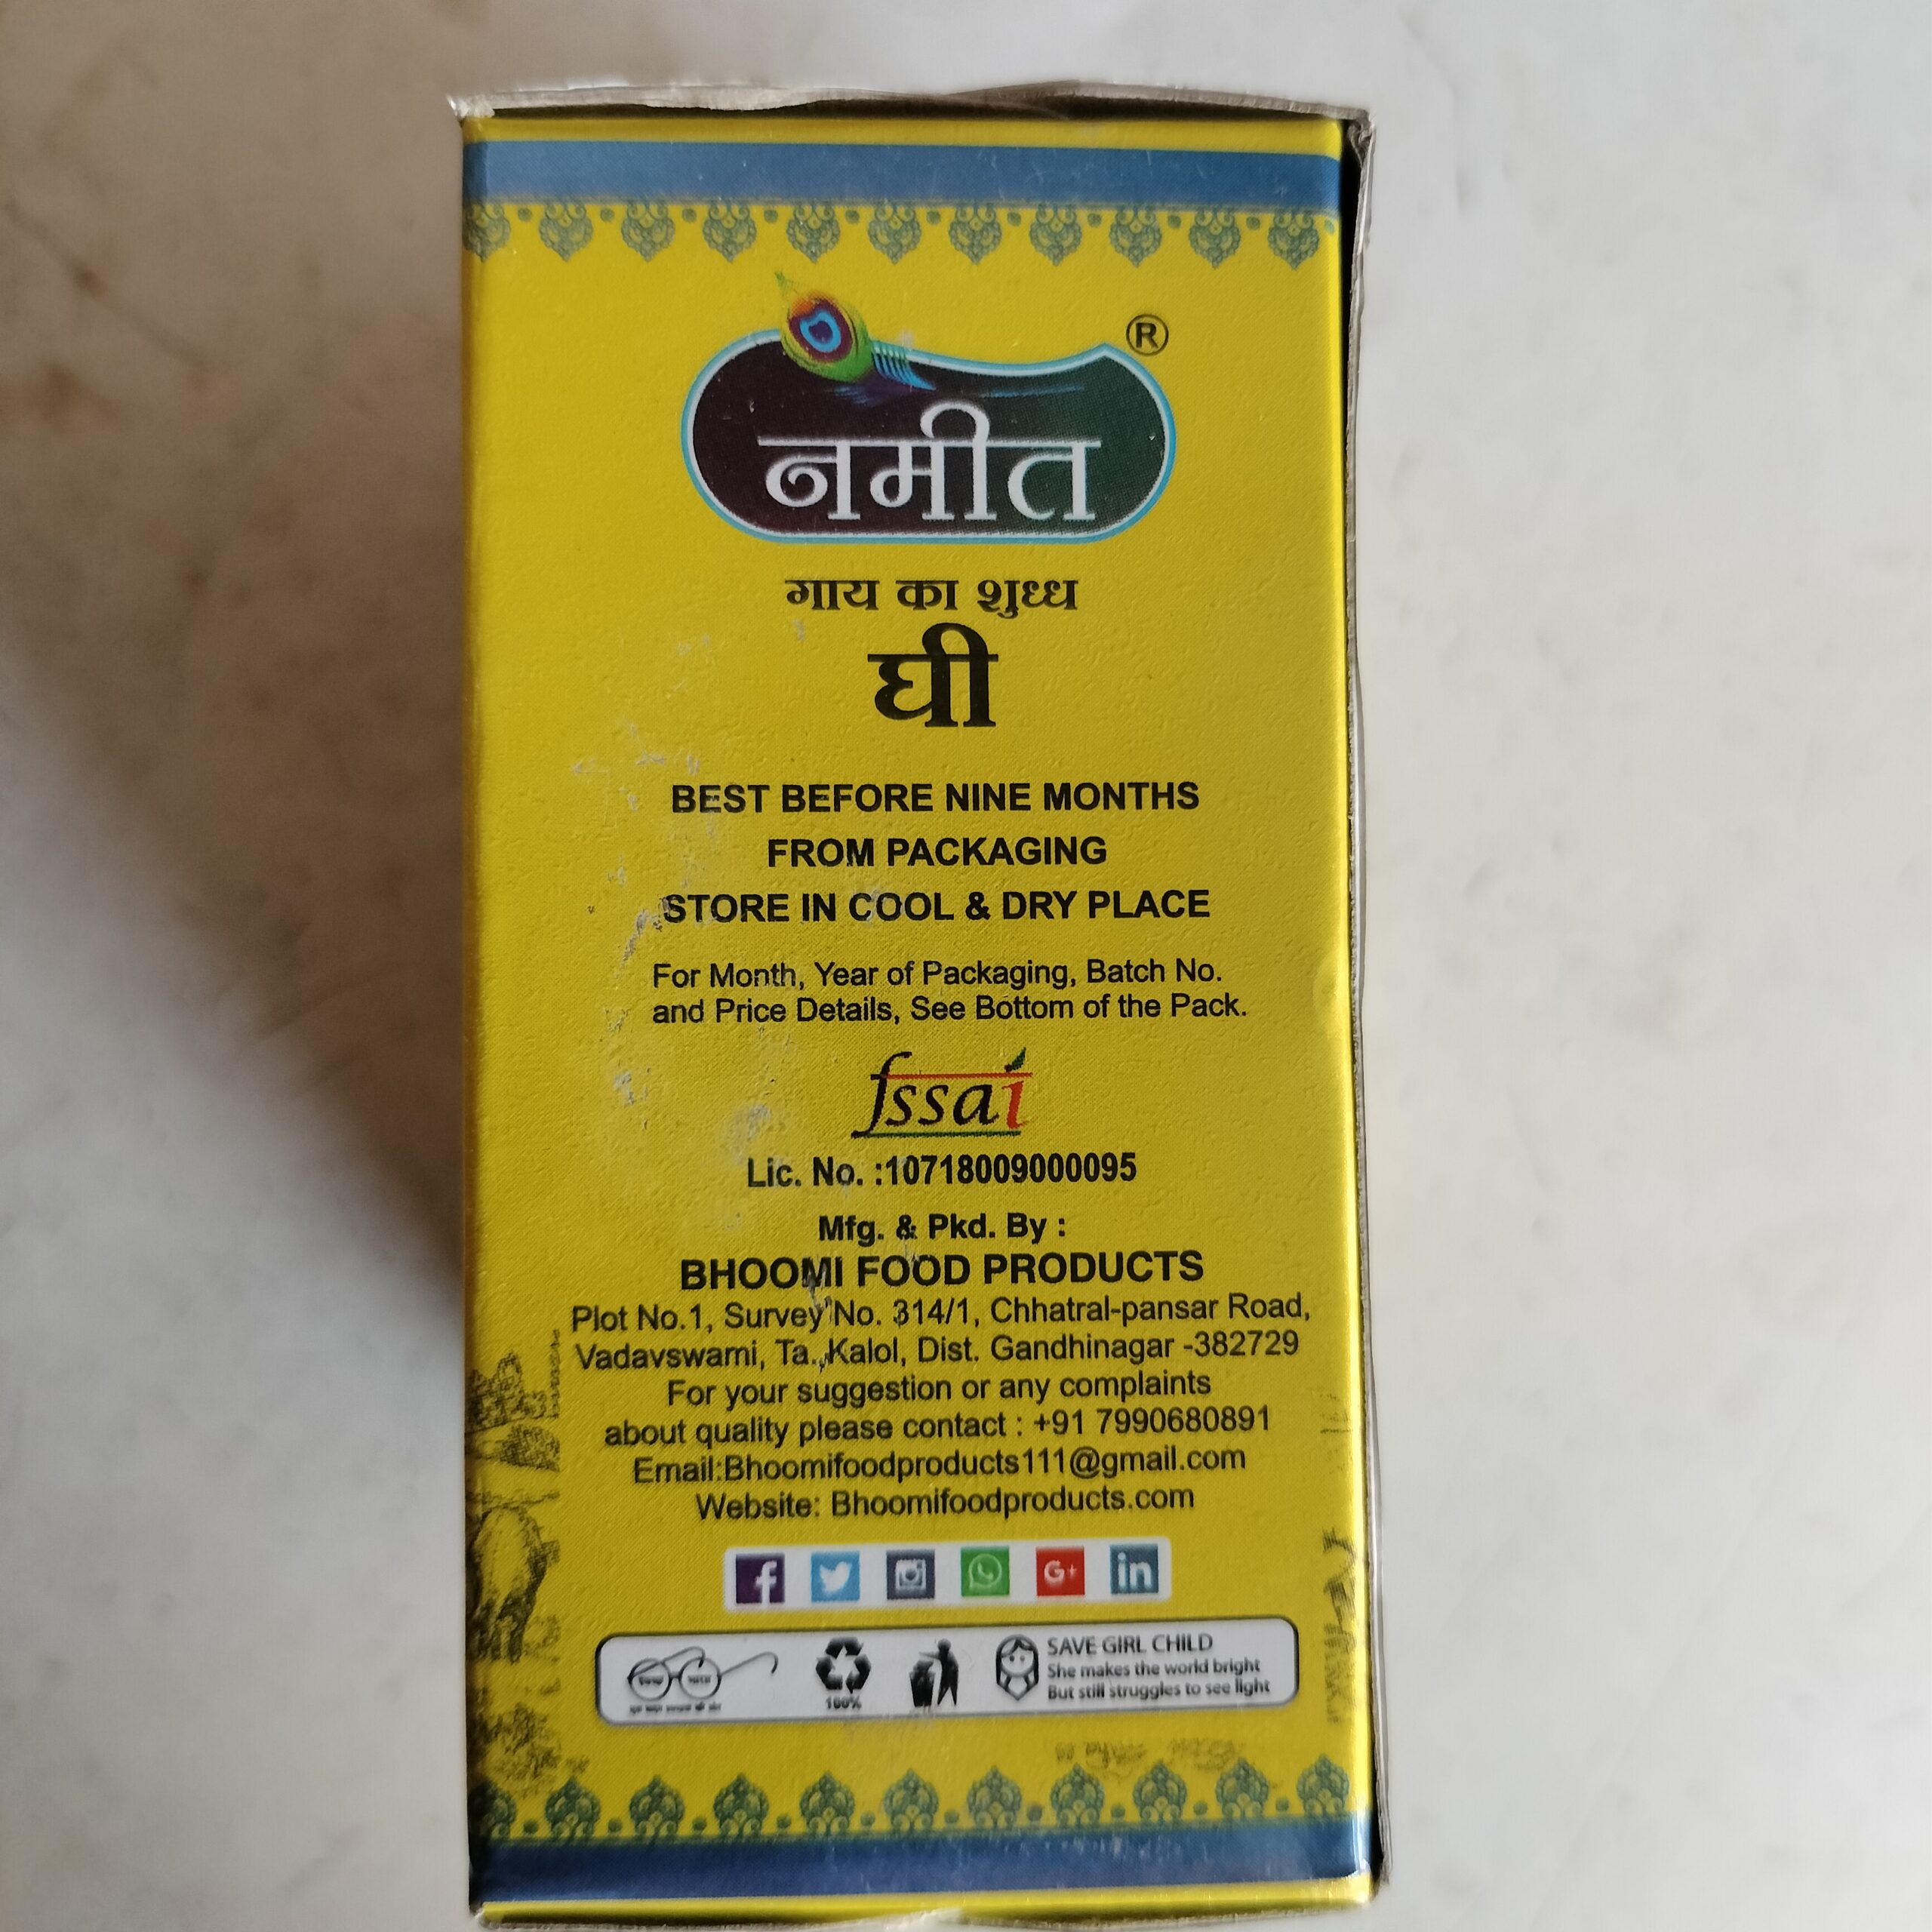 ®
नमीत
गाय का शुध्ध
घी
BEST BEFORE NINE MONTHS
FROM PACKAGING
STORE IN COOL & DRY PLACE
For Month, Year of Packaging, Batch No.
and Price Details, See Bottom of the Pack.
fssai
Lic. No. :10718009000095
Mfg. & Pkd. By :
BHOOMI FOOD PRODUCTS
Plot No.1, Survey No. 314/1, Chhatral-pansar Road,
Vadavswami, Ta. Kalol, Dist. Gandhinagar -382729
For your suggestion or any complaints
about quality please contact : +91 7990680891
Email:Bhoomifoodproducts111@gmail.com
Website: Bhoomifoodproducts.com
f G+ in
100%
SAVE GIRL CHILD
She makes the world bright
But still struggles to see light